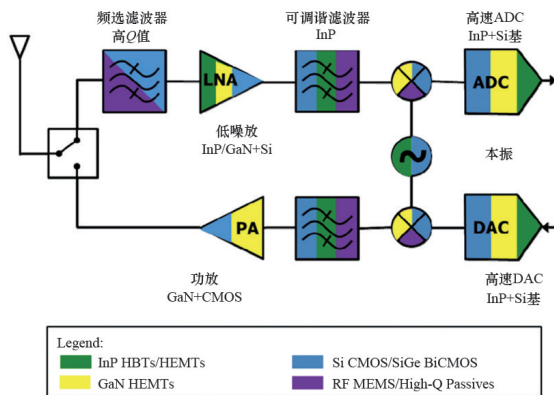 频选滤波器
高Q值
可调谐滤波器
InP
高速ADC
InP+Si基
LNA
ADC
低噪放
InP/GaN+Si
本振
PA
DAC
功放
GaN+CMOS
高速DAC
InP+Si基
Legend:
InP HBTs/HEMTs
Si CMOS/SiGe BiCMOS
GaN HEMTs
RF MEMS/High-Q Passives